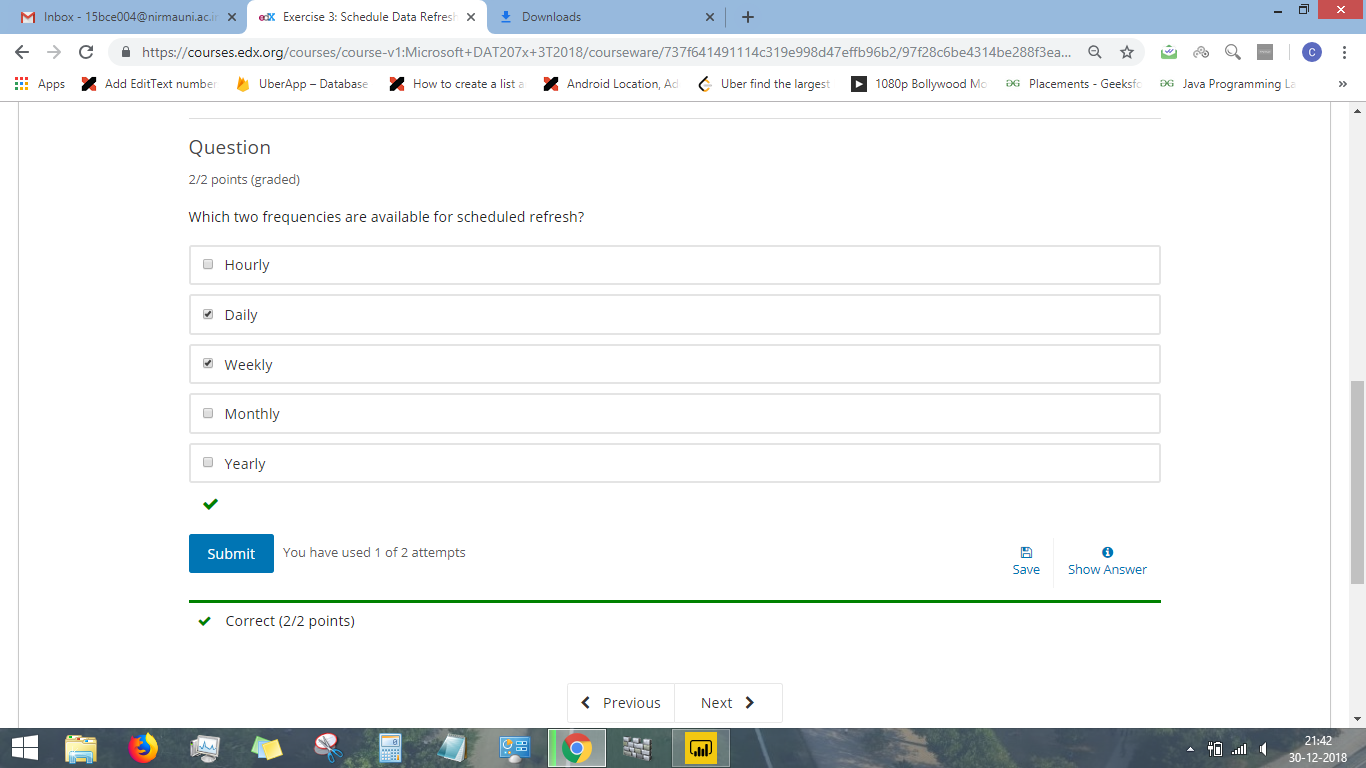 Inbox - 15bce004@nirmauni.ac.in
edX Exercise 3: Schedule Data Refresh
Downloads
https://courses.edx.org/courses/course-v1:Microsoft+DAT207x+3T2018/courseware/737f641491114c319e998d47effb96b2/97f28c6be4314be288f3ea...
C
Apps
Add EditText number
UberApp – Database
How to create a list a
Android Location, Ad
Uber find the largest
1080p Bollywood Mo
Placements - Geeksfo
Java Programming La
»
Question
2/2 points (graded)
Which two frequencies are available for scheduled refresh?
Hourly
Daily
Weekly
Monthly
Yearly
Submit
You have used 1 of 2 attempts
Save
Show Answer
Correct (2/2 points)
Previous
Next
21:42
30-12-2018